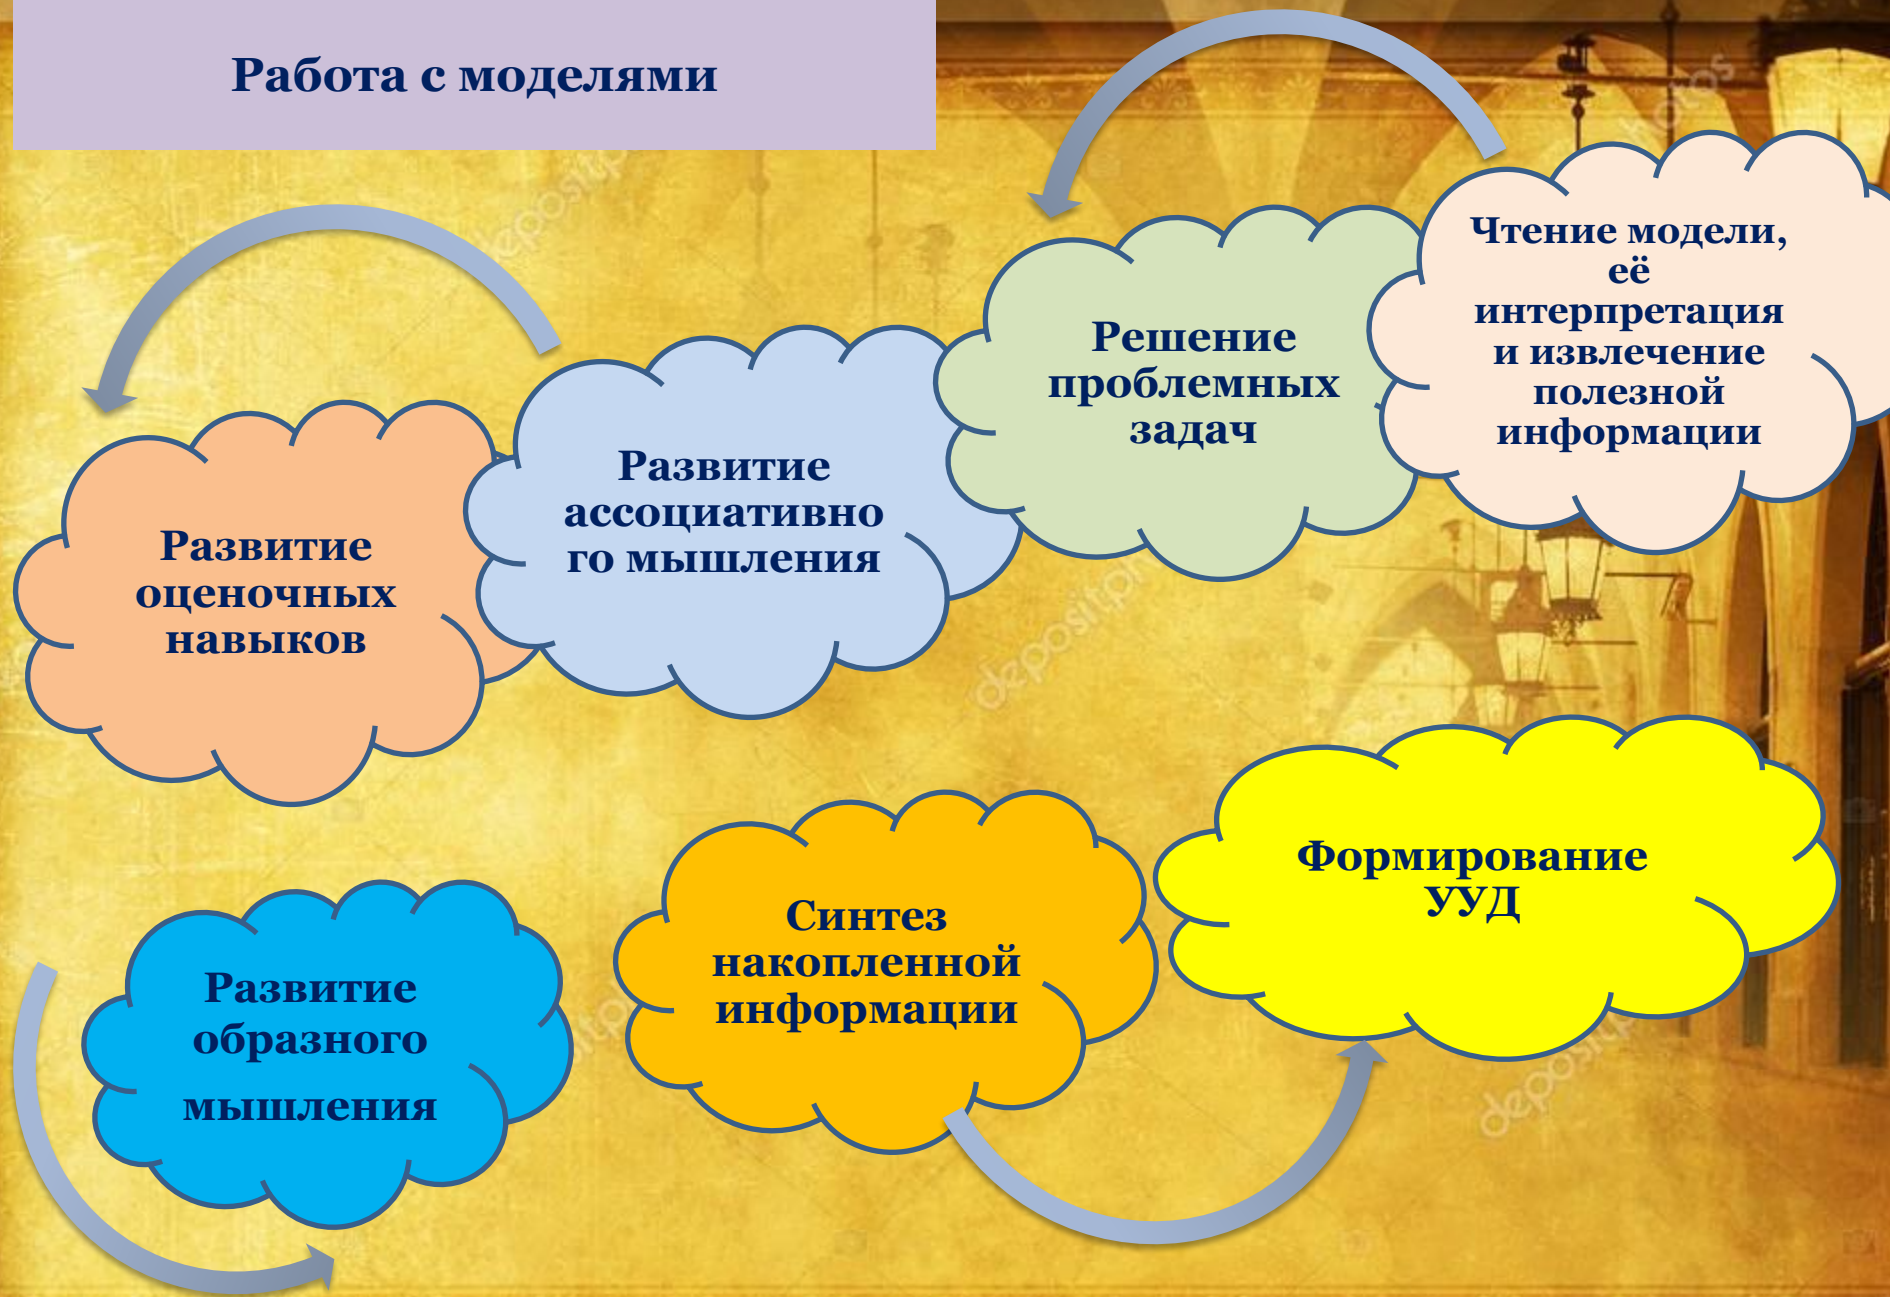 Работа с моделями
Чтение модели,
её
интерпретация
и извлечение
полезной
информации
Решение
проблемных
задач
Развитие
ассоциативно
го мышления
Развитие
оценочных
навыков
Развитие
образного
мышления
Синтез
накопленной
информации
Формирование
УУД
depositph